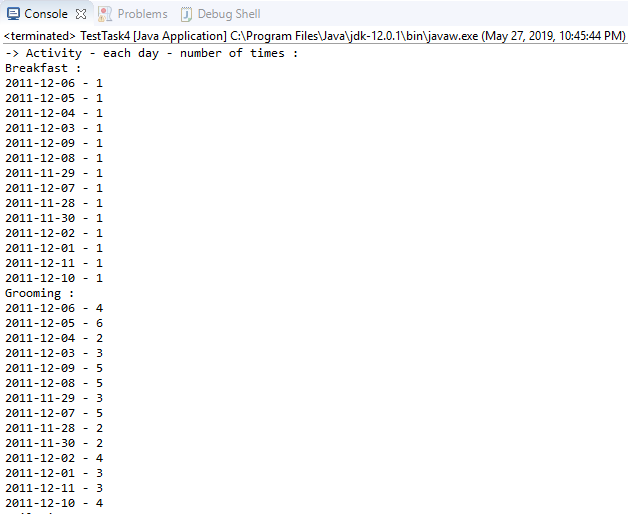 Console Problems Debug Shell
<terminated> TestTask4 [Java Application] C:\Program Files\Java\jdk-12.0.1\bin\javaw.exe (May 27, 2019, 10:45:44 PM)
-> Activity - each day - number of times :
Breakfast :
2011-12-06 - 1
2011-12-05 - 1
2011-12-04 - 1
2011-12-03 - 1
2011-12-09 - 1
2011-12-08 - 1
2011-11-29 - 1
2011-12-07 - 1
2011-11-28 - 1
2011-11-30 - 1
2011-12-02 - 1
2011-12-01 - 1
2011-12-11 - 1
2011-12-10 - 1
Grooming :
2011-12-06 - 4
2011-12-05 - 6
2011-12-04 - 2
2011-12-03 - 3
2011-12-09 - 5
2011-12-08 - 5
2011-11-29 - 3
2011-12-07 - 5
2011-11-28 - 2
2011-11-30 - 2
2011-12-02 - 4
2011-12-01 - 3
2011-12-11 - 3
2011-12-10 - 4